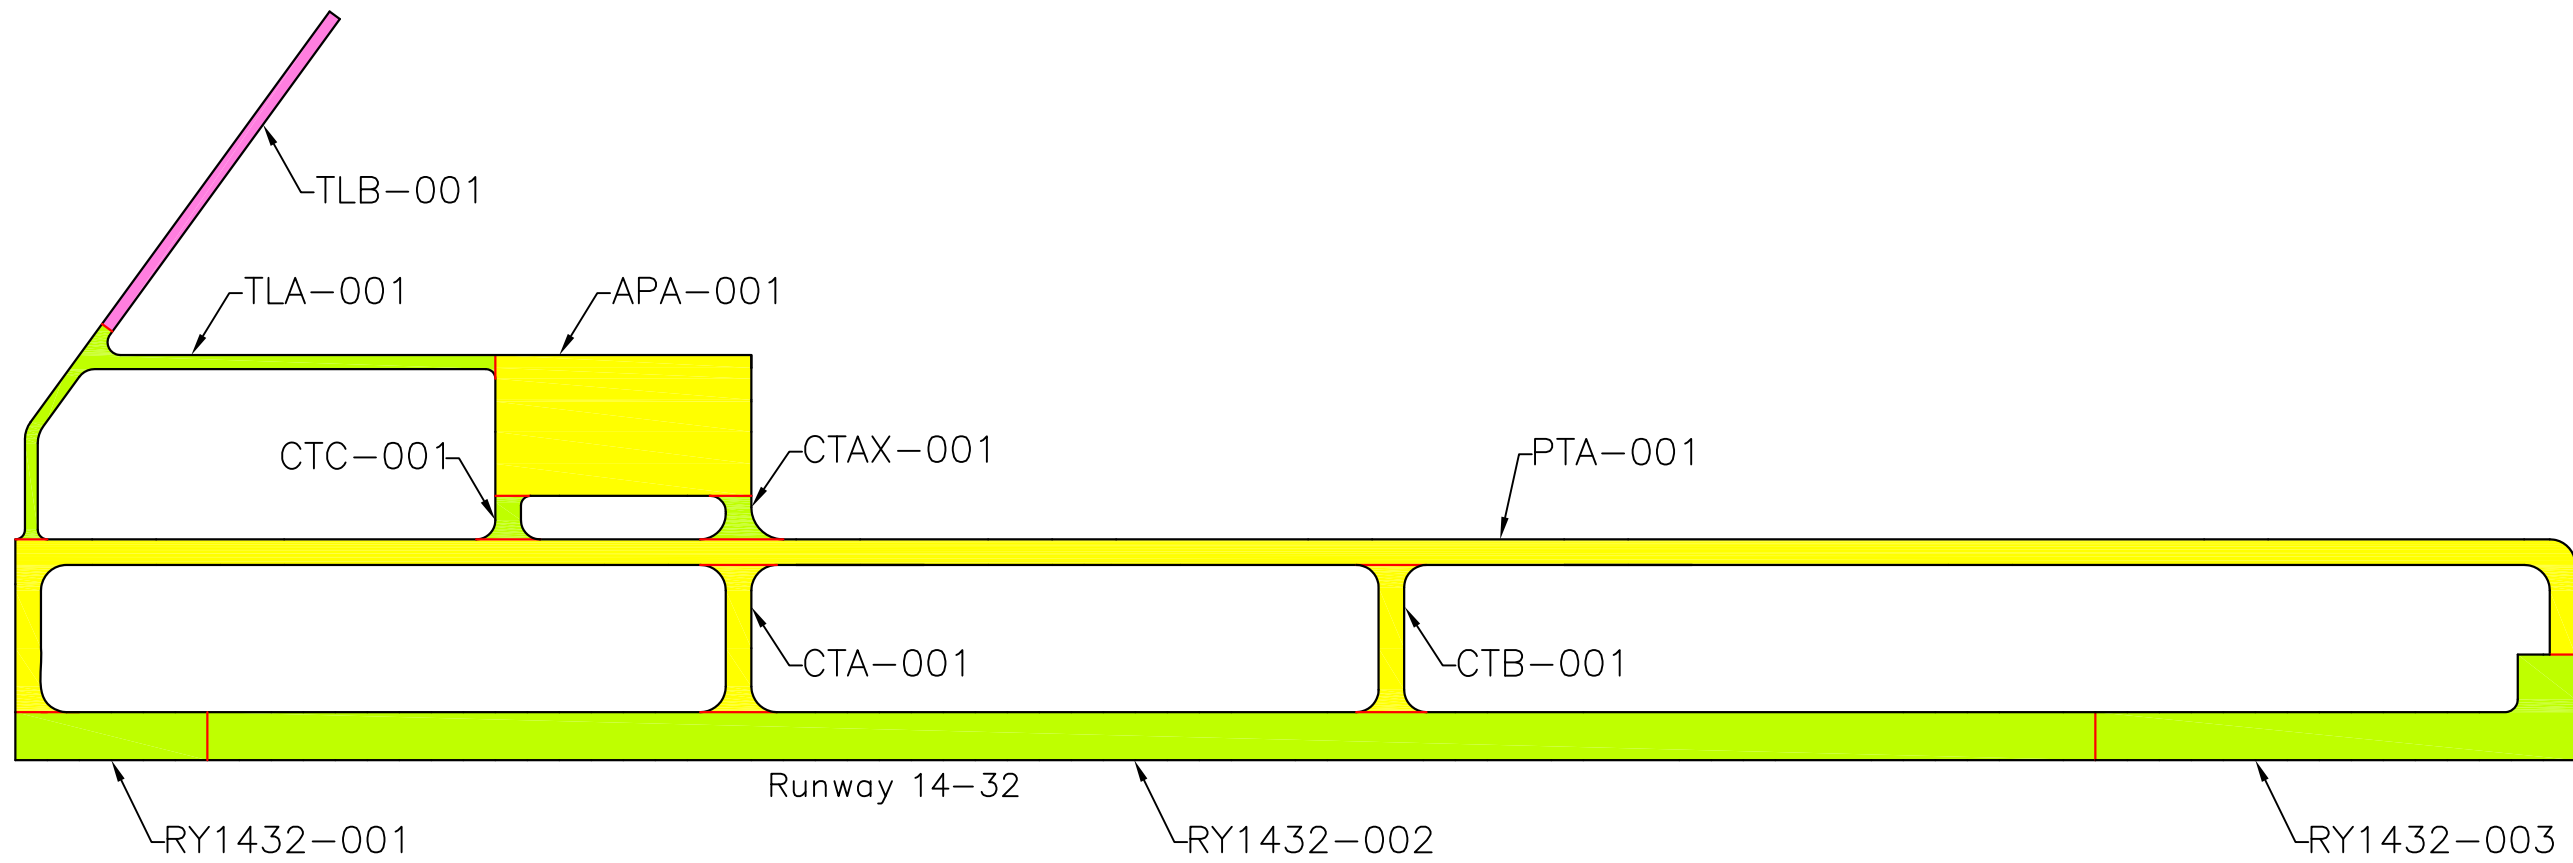 TLB-001
TLA-001
APA-001
CTC-001
CTAX-001
PTA-001
CTA-001
CTB-001
Runway 14-32
RY1432-001
RY1432-002
RY1432-003